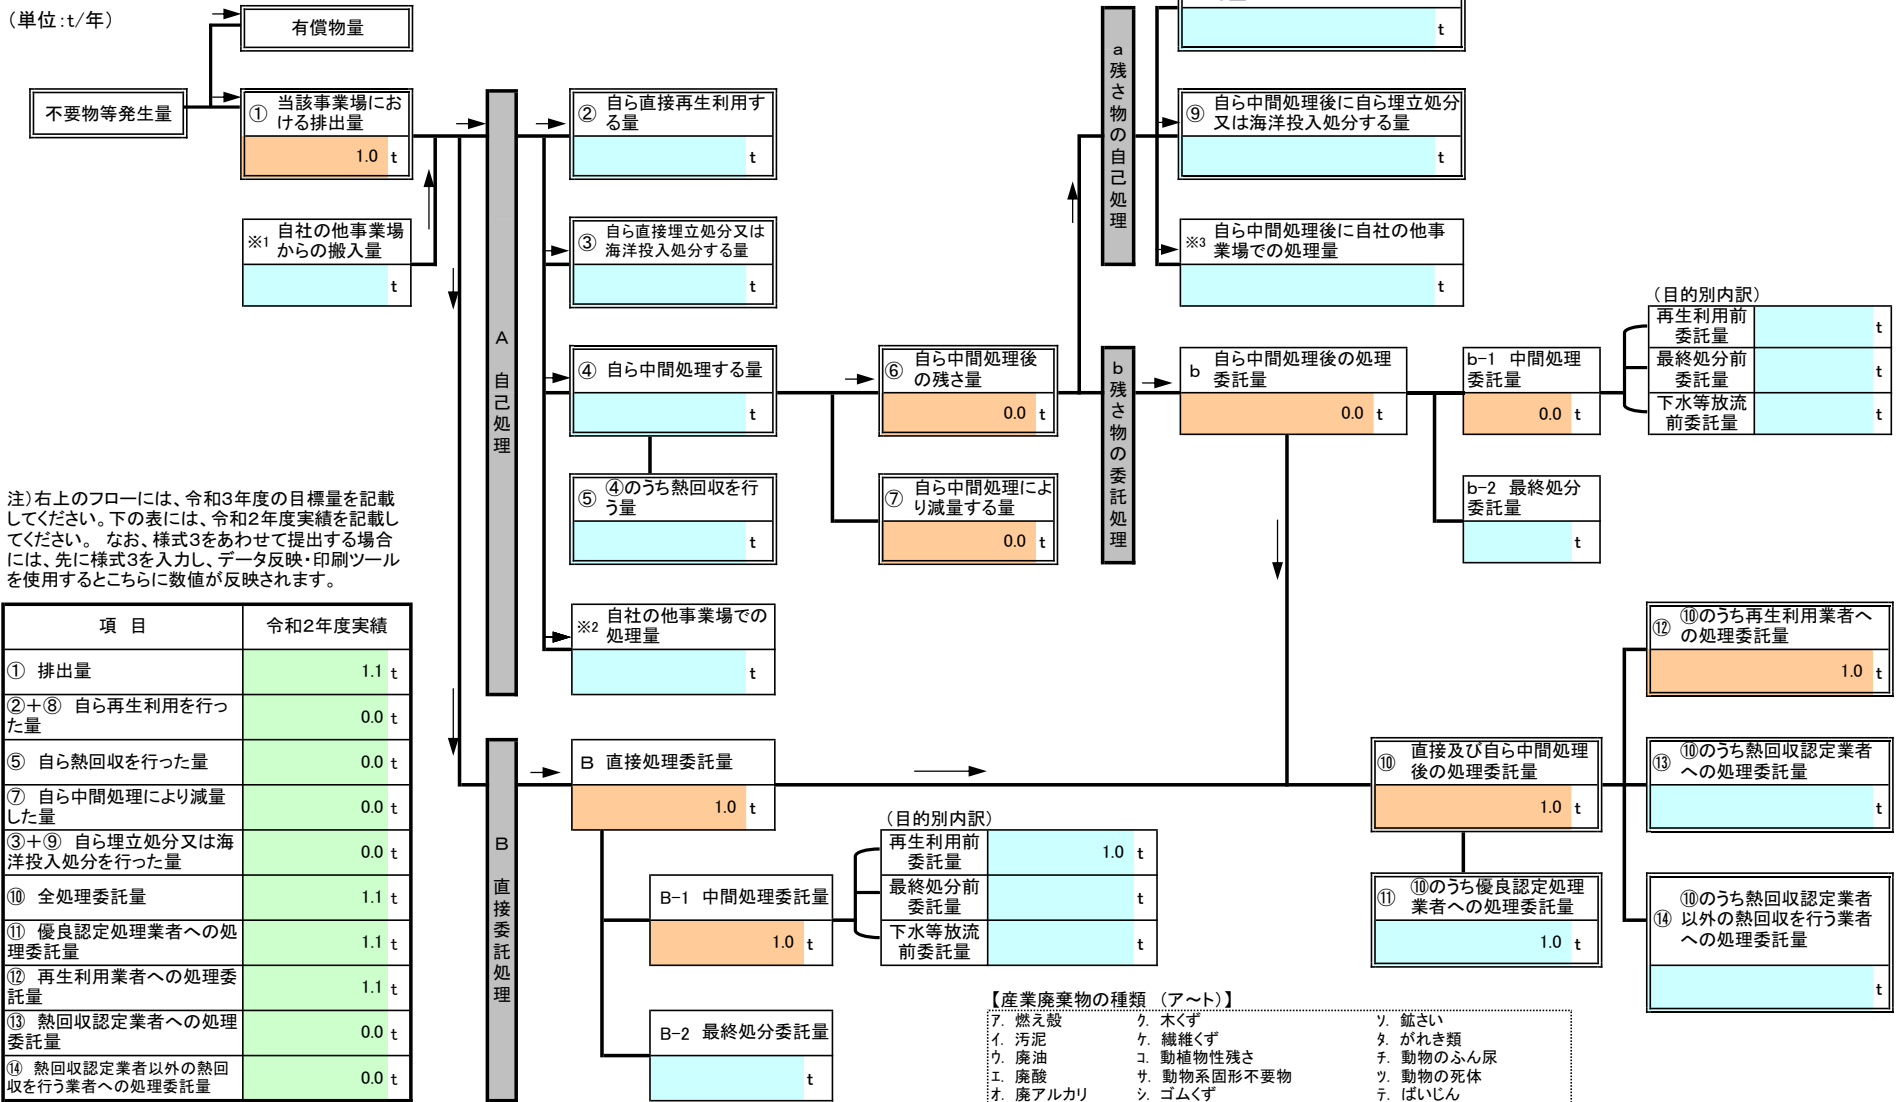 （単位：t/年）
有償物量
不要物等発生量
① 当該事業場にお
ける排出量
1.0 t
※1 自社の他事業場
からの搬入量
t
A 自己処理
② 自ら直接再生利用す
る量
t
③ 自ら直接埋立処分又は
海洋投入処分する量
t
④ 自ら中間処理する量
t
⑤ ④のうち熱回収を行
う量
t
※2 自社の他事業場での
処理量
t
⑥ 自ら中間処理後
の残さ量
0.0 t
⑦ 自ら中間処理によ
り減量する量
0.0 t
a 残さ物の自己処理
t
⑨ 自ら中間処理後に自ら埋立処分
又は海洋投入処分する量
t
※3 自ら中間処理後に自社の他事
業場での処理量
t
b 残さ物の委託処理
b 自ら中間処理後の処理
委託量
0.0 t
b-1 中間処理
委託量
0.0 t
b-2 最終処分
委託量
t
（目的別内訳）
再生利用前
委託量
t
最終処分前
委託量
t
下水等放流
前委託量
t
注）右上のフローには、令和3年度の目標量を記載
してください。下の表には、令和2年度実績を記載し
てください。 なお、様式3をあわせて提出する場合
には、先に様式3を入力し、データ反映・印刷ツール
を使用するとこちらに数値が反映されます。
項 目 令和2年度実績
① 排出量 1.1 t
②＋⑧ 自ら再生利用を行っ
た量 0.0 t
⑤ 自ら熱回収を行った量 0.0 t
⑦ 自ら中間処理により減量
した量 0.0 t
③＋⑨ 自ら埋立処分又は海
洋投入処分を行った量 0.0 t
⑩ 全処理委託量 1.1 t
⑪ 優良認定処理業者への処
理委託量 1.1 t
⑫ 再生利用業者への処理委
託量 1.1 t
⑬ 熱回収認定業者への処理
委託量 0.0 t
⑭ 熱回収認定業者以外の熱回
収を行う業者への処理委託量 0.0 t
B 直接委託処理
B 直接処理委託量
1.0 t
B-1 中間処理委託量
1.0 t
B-2 最終処分委託量
t
（目的別内訳）
再生利用前
委託量
1.0 t
最終処分前
委託量
t
下水等放流
前委託量
t
⑩ 直接及び自ら中間処理
後の処理委託量
1.0 t
⑪ ⑩のうち優良認定処理
業者への処理委託量
1.0 t
⑫ ⑩のうち再生利用業者へ
の処理委託量
1.0 t
⑬ ⑩のうち熱回収認定業者
への処理委託量
t
⑭ ⑩のうち熱回収認定業者
以外の熱回収を行う業者
への処理委託量
t
【産業廃棄物の種類 （ア～ト）】
ア. 燃え殻 ク. 木くず ソ. 鉱さい
イ. 汚泥 ケ. 繊維くず タ. がれき類
ウ. 廃油 コ. 動植物性残さ チ. 動物のふん尿
エ. 廃酸 サ. 動物系固形不要物 ツ. 動物の死体
オ. 廃アルカリ シ. ゴムくず テ. ばいじん